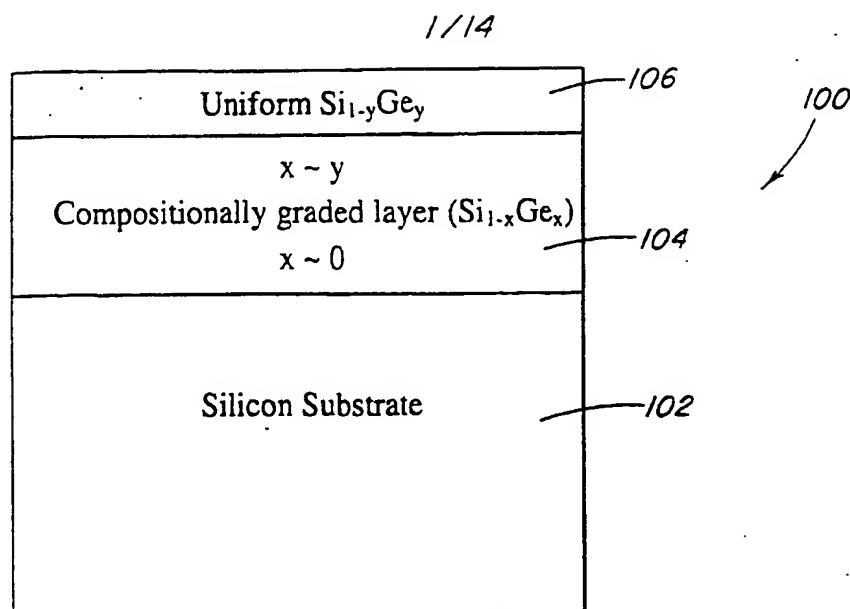 1/14
106
Uniform Si₁₋yGey
100
x ~ y
Compositionally graded layer (Si₁₋ₓGeₓ)
104
x ~ 0
Silicon Substrate
102